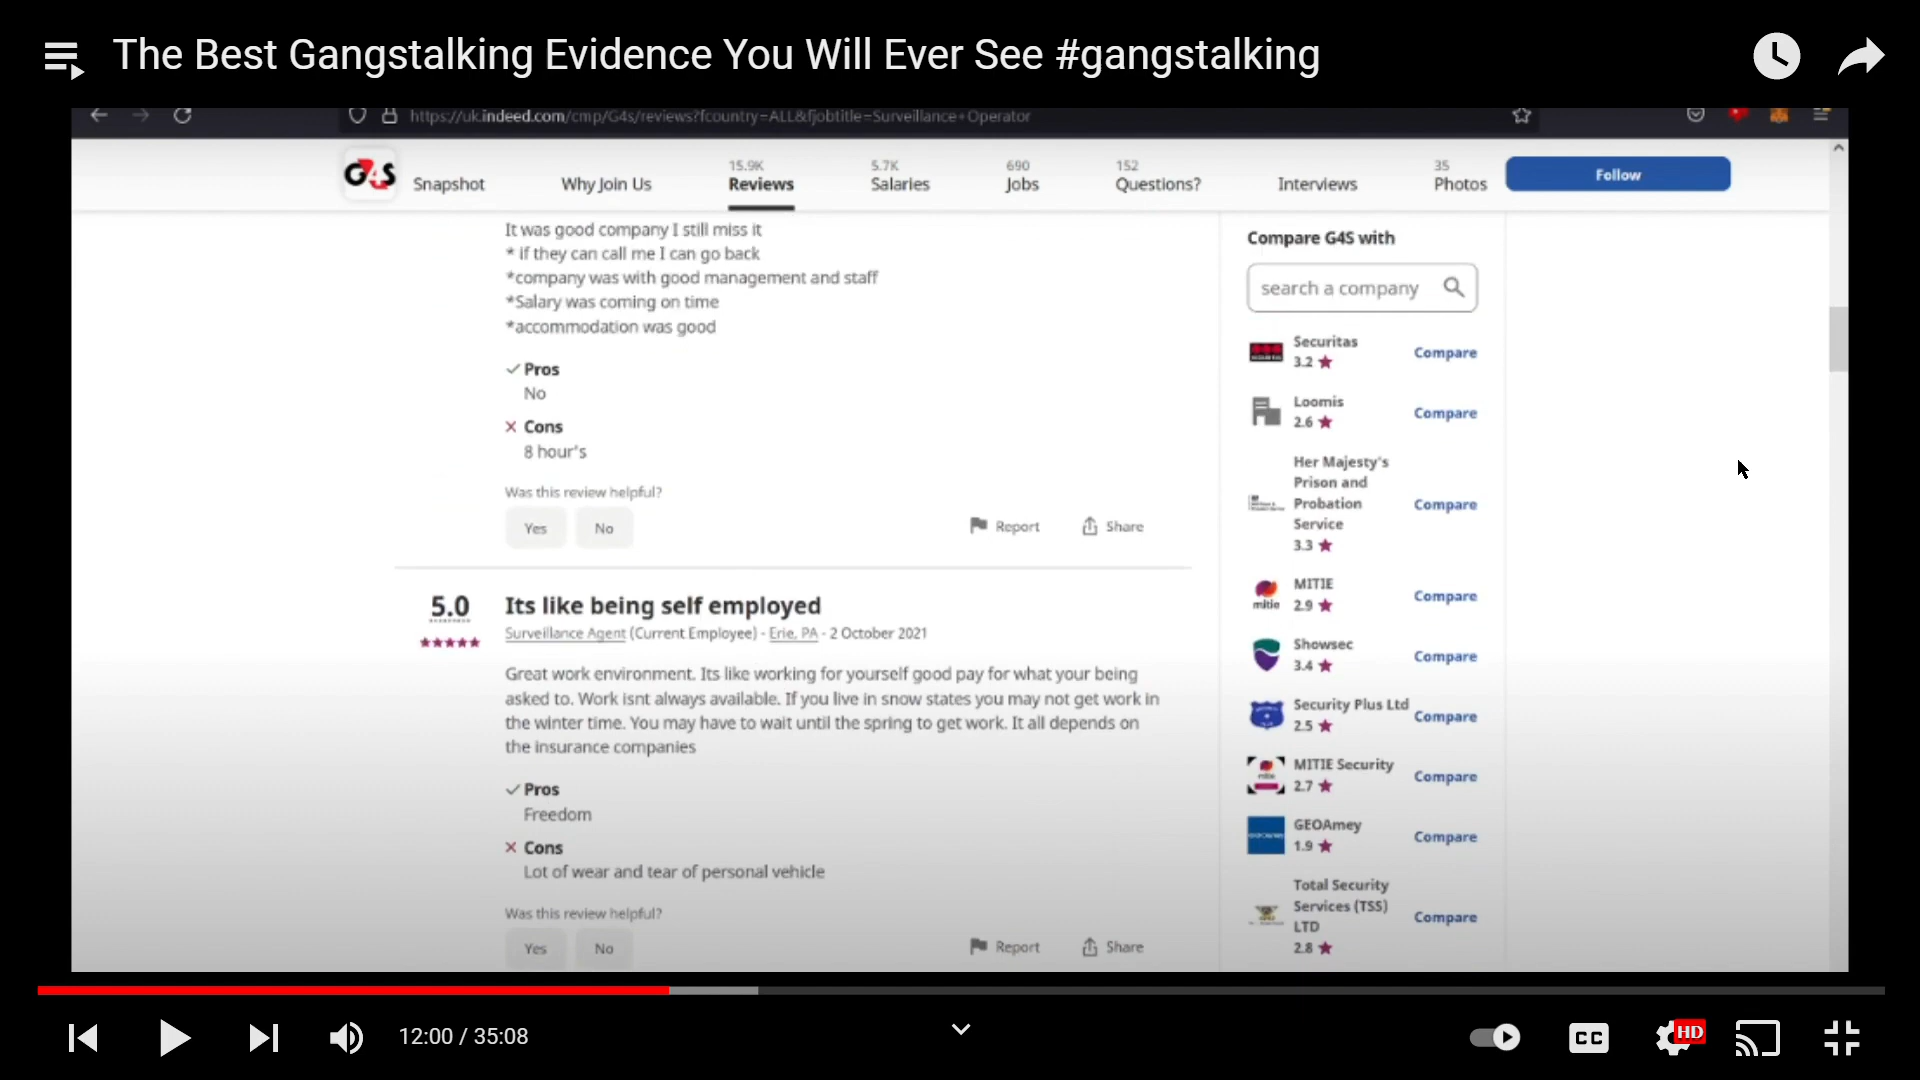 The Best Gangstalking Evidence You Will Ever See #gangstalking
https://uk.indeed.com/cmp/G4s/reviews?fcountry=ALL&fjobtitle=Surveillance+Operator
G4S
Snapshot
Why Join Us
15.9K
Reviews
5.7K
Salaries
690
Jobs
152
Questions?
Interviews
35
Photos
Follow
It was good company I still miss it
* if they can call me I can go back
*company was with good management and staff
*Salary was coming on time
*accommodation was good
Pros
No
Cons
8 hour's
Was this review helpful?
Yes
No
Report
Share
5.0
Its like being self employed
Surveillance Agent (Current Employee) - Erie, PA - 2 October 2021
Great work environment. Its like working for yourself good pay for what your being
asked to. Work isnt always available. If you live in snow states you may not get work in
the winter time. You may have to wait until the spring to get work. It all depends on
the insurance companies
Pros
Freedom
Cons
Lot of wear and tear of personal vehicle
Was this review helpful?
Yes
No
Report
Share
Compare G4S with
search a company
Securitas
3.2
Compare
Loomis
2.6
Compare
Her Majesty's
Prison and
Probation
Service
3.3
Compare
mitie
MITIE
2.9
Compare
Showsec
3.4
Compare
Security Plus Ltd
2.5
Compare
MITIE Security
2.7
Compare
GEOAmey
1.9
Compare
Total Security
Services (TSS)
LTD
2.8
Compare
12:00 / 35:08
CC
HD